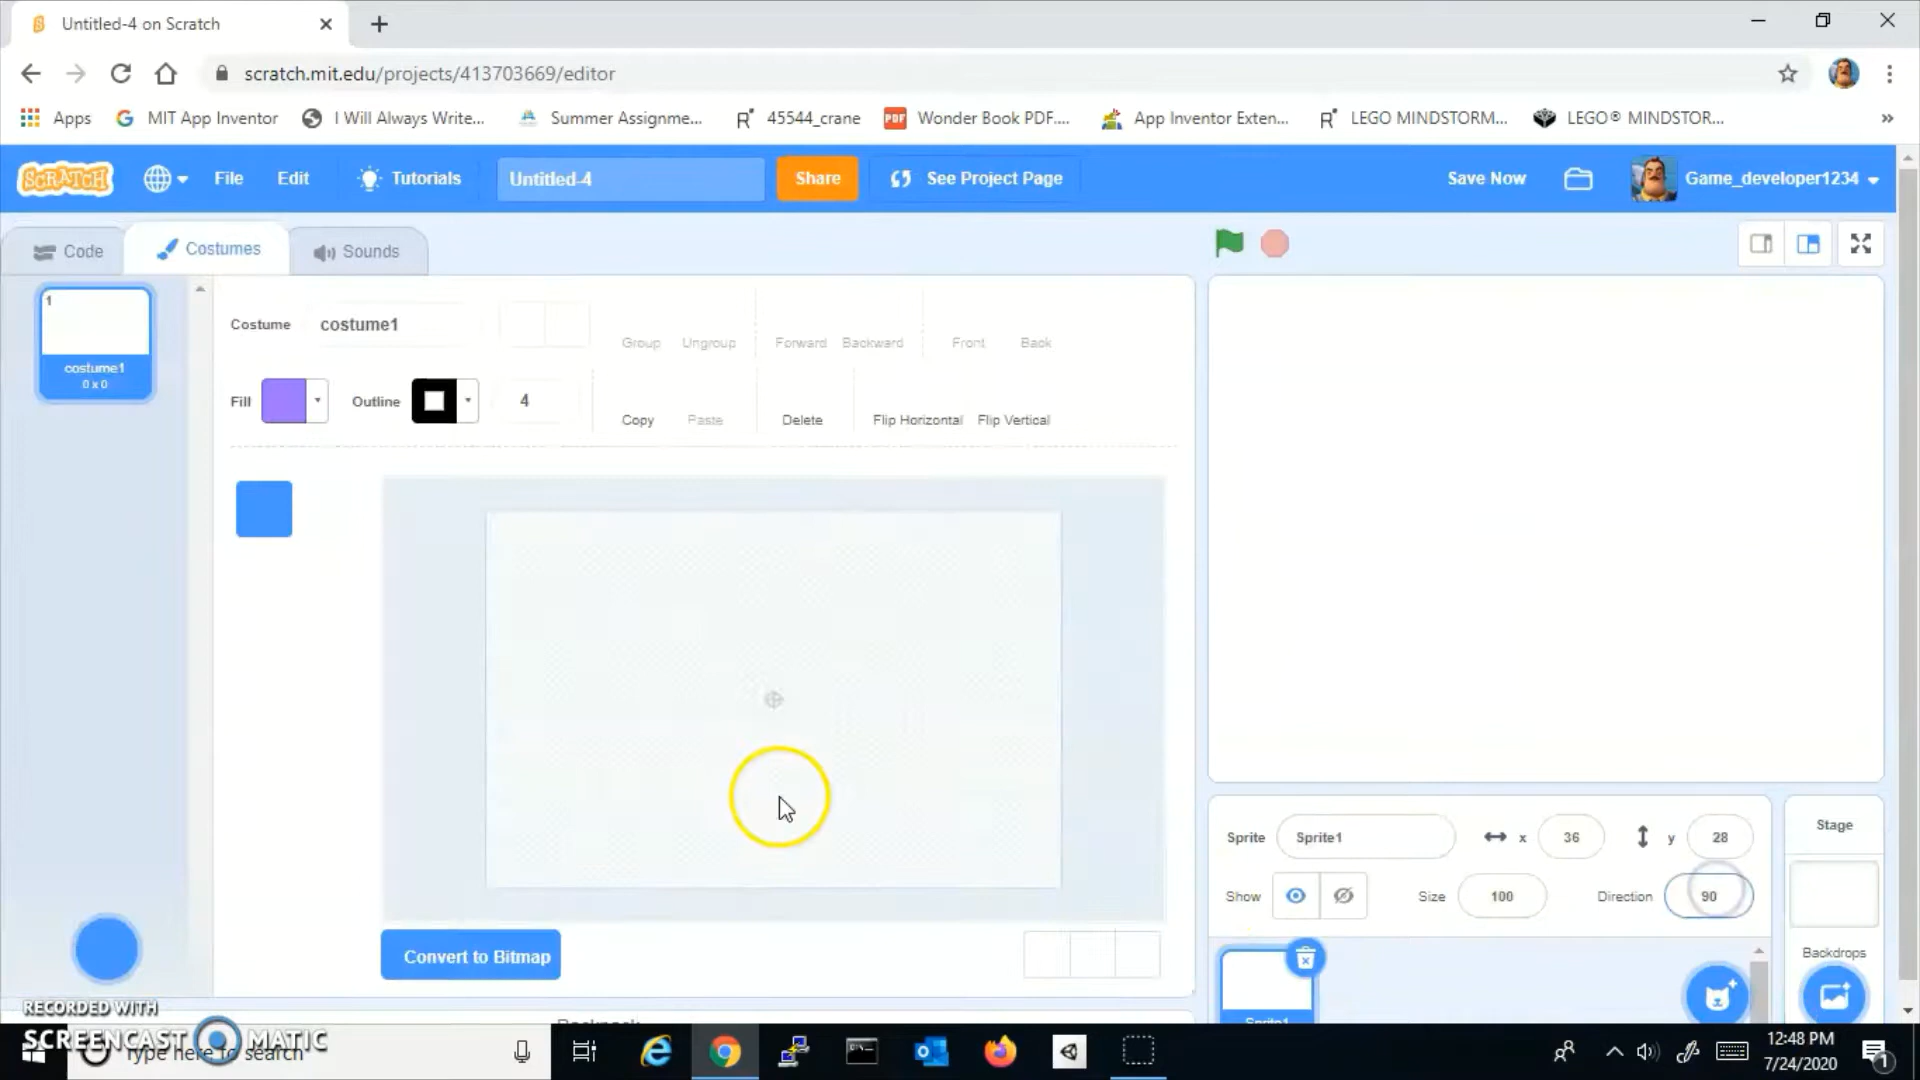 Untitled-4 on Scratch
scratch.mit.edu/projects/413703669/editor
Apps MIT App Inventor I Will Always Write... Summer Assignme... 45544_crane Wonder Book PDF.... App Inventor Exten... LEGO MINDSTORM... LEGO® MINDSTOR... »
SCRATCH File Edit Tutorials Untitled-4 Share See Project Page Save Now Game_developer1234
Code Costumes Sounds
1
costume1
0 x 0
Costume costume1 Group Ungroup Forward Backward Front Back
Fill Outline 4 Copy Paste Delete Flip Horizontal Flip Vertical
Convert to Bitmap
Sprite Sprite1 x 36 y 28
Show Size 100 Direction 90
Stage
Backdrops
Sprite1
Backpack
RECORDED WITH
SCREENCAST MATIC
Type here to search
12:48 PM
7/24/2020
1